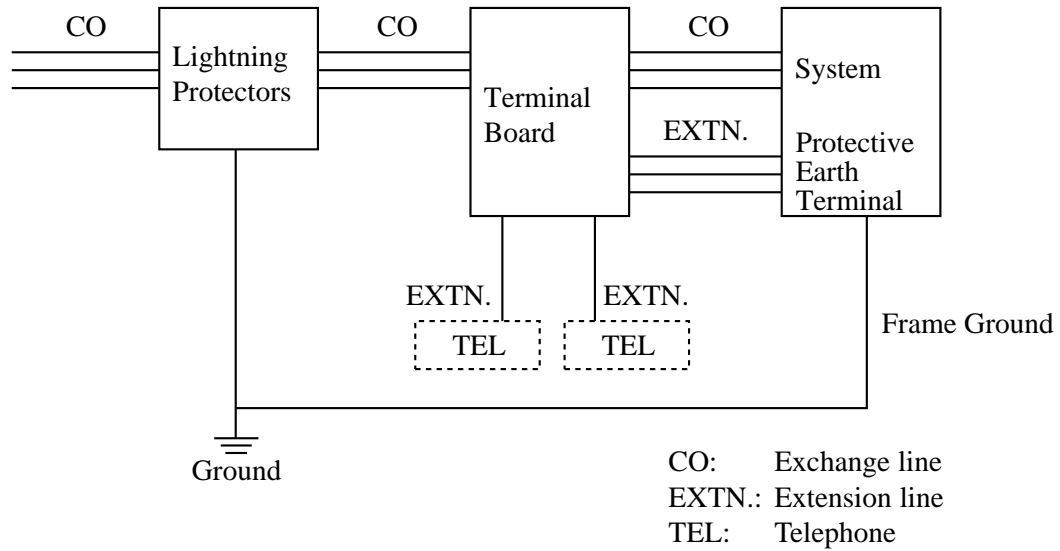 CO
CO
CO
Lightning
Protectors
Terminal
Board
System
EXTN.
Protective
Earth
Terminal
EXTN.
EXTN.
TEL
TEL
Frame Ground
Ground
CO: Exchange line
EXTN.: Extension line
TEL: Telephone